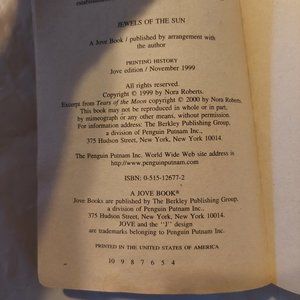 JEWELS OF THE SUN
A Jove Book / published by arrangement with
the author
PRINTING HISTORY
Jove edition / November 1999
All rights reserved.
Copyright © 1999 by Nora Roberts.
Excerpt from Tears of the Moon copyright © 2000 by Nora Roberts.
This book may not be reproduced in whole or in part,
by mimeograph or any other means, without permission.
For information address: The Berkley Publishing Group,
a division of Penguin Putnam Inc.,
375 Hudson Street, New York, New York 10014.
The Penguin Putnam Inc. World Wide Web site address is
http://www.penguinputnam.com
ISBN: 0-515-12677-2
A JOVE BOOK®
Jove Books are published by The Berkley Publishing Group,
a division of Penguin Putnam Inc.,
375 Hudson Street, New York, New York 10014.
JOVE and the "J" design
are trademarks belonging to Penguin Putnam Inc.
PRINTED IN THE UNITED STATES OF AMERICA
10 9 8 7 6 5 4